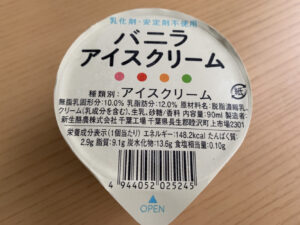 乳化剤・安定剤不使用
バニラ
アイスクリーム
種類別:アイスクリーム
無脂乳固形分:10.0% 乳脂肪分:12.0% 原材料名:脱脂濃縮乳、
クリーム(乳成分を含む)、生乳、砂糖/香料 内容量:90ml 製造者:
新生酪農株式会社 千葉工場 千葉県長生郡睦沢町上市場2301
栄養成分表示(1個当たり) エネルギー:148.2kcal たんぱく質:
2.9g 脂質:9.1g 炭水化物:13.6g 食塩相当量:0.10g
4 944052 025245
OPEN